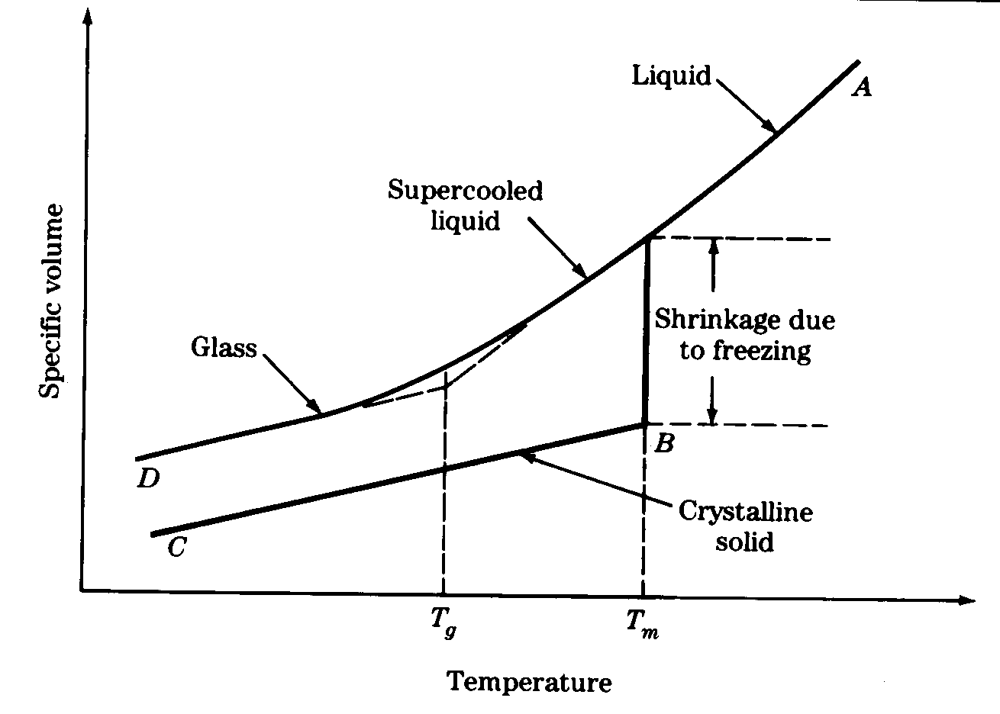 Liquid
A
Supercooled
liquid
Specific volume
Shrinkage due
to freezing
Glass
B
D
C
Crystalline
solid
T_g
T_m
Temperature